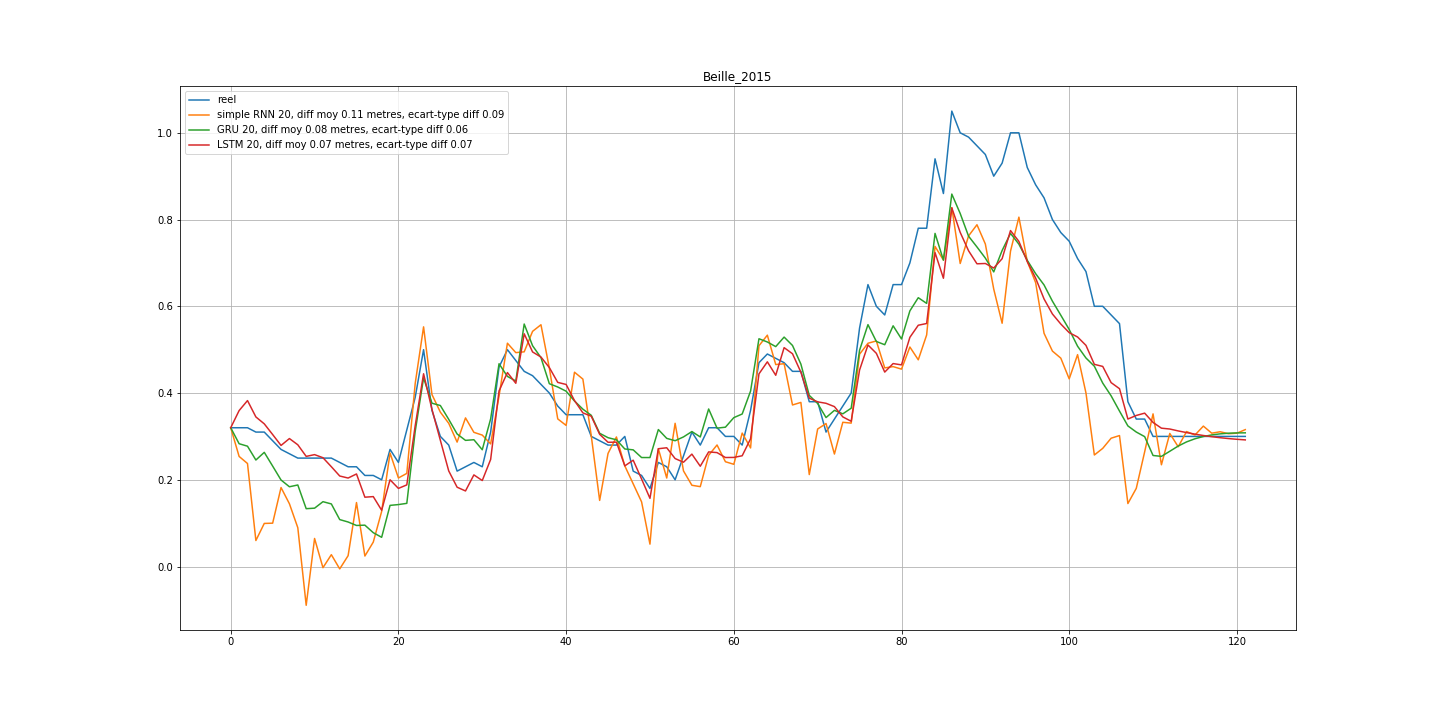 Beille_2015
reel
simple RNN 20, diff moy 0.11 metres, ecart-type diff 0.09
GRU 20, diff moy 0.08 metres, ecart-type diff 0.06
LSTM 20, diff moy 0.07 metres, ecart-type diff 0.07
1.0
0.8
0.6
0.4
0.2
0.0
0 20 40 60 80 100 120